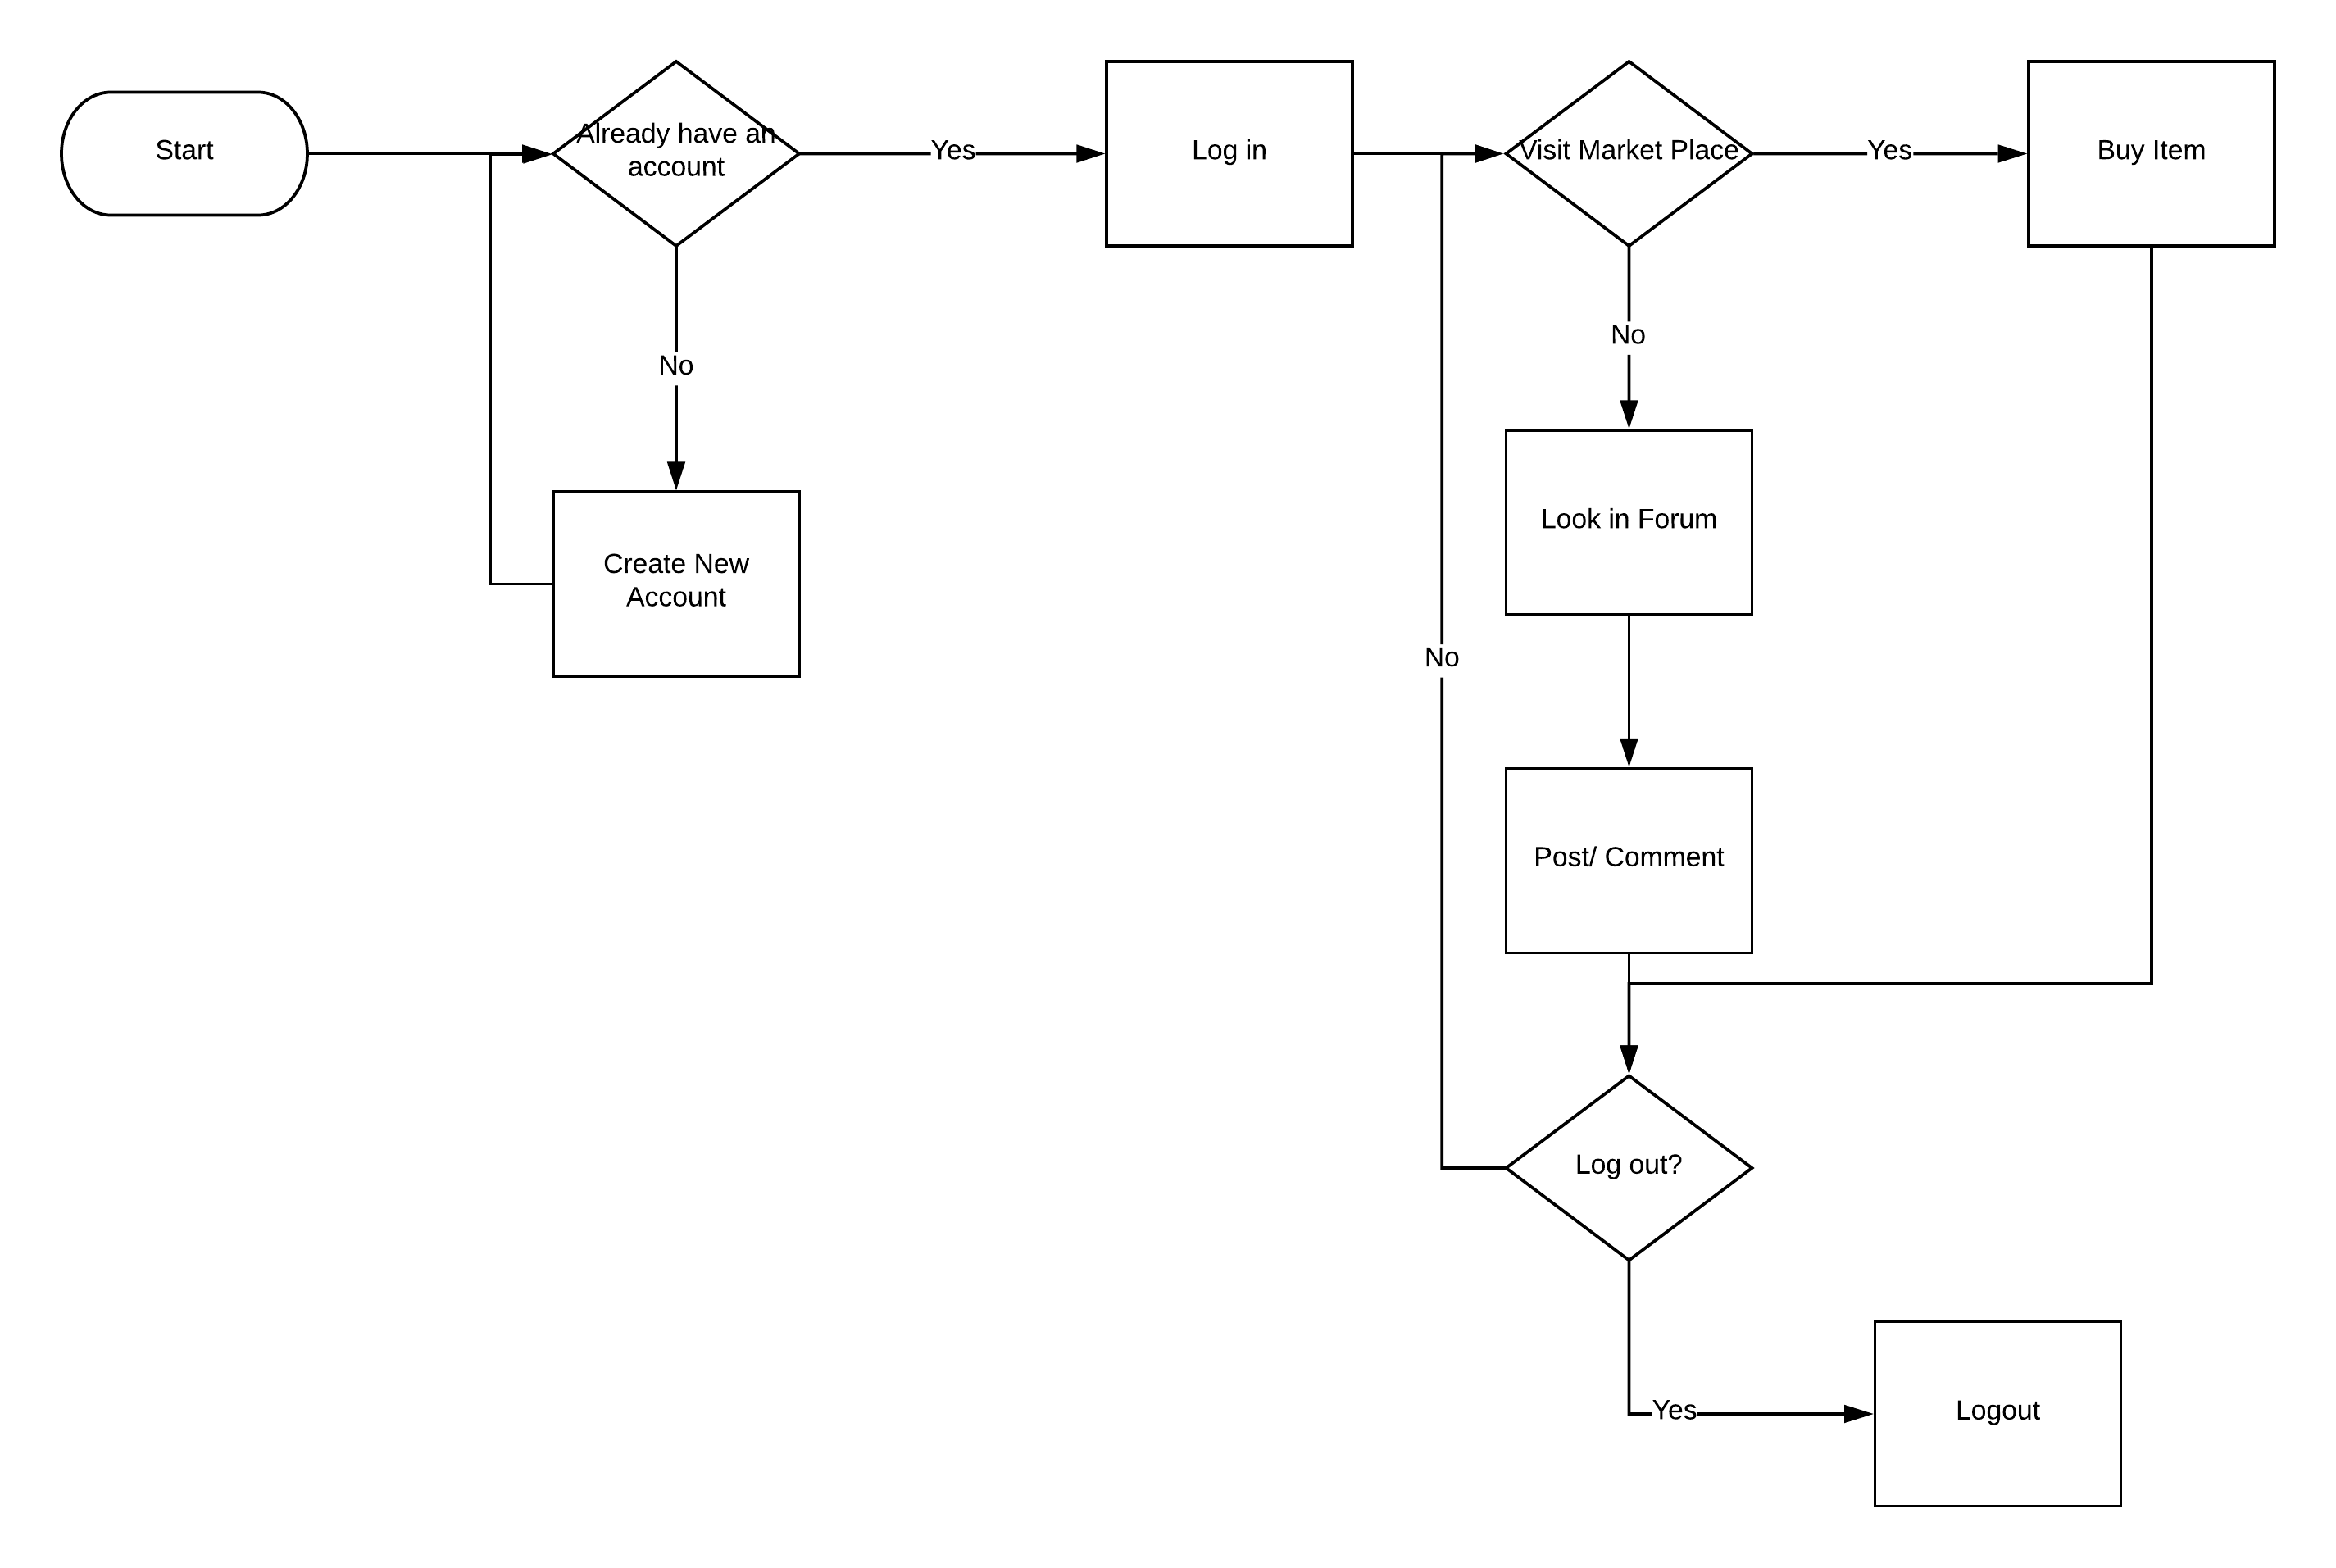 Start
Already have an
account
Yes
Log in
Visit Market Place
Yes
Buy Item
No
No
Look in Forum
Create New
Account
No
Post/ Comment
Log out?
Yes
Logout